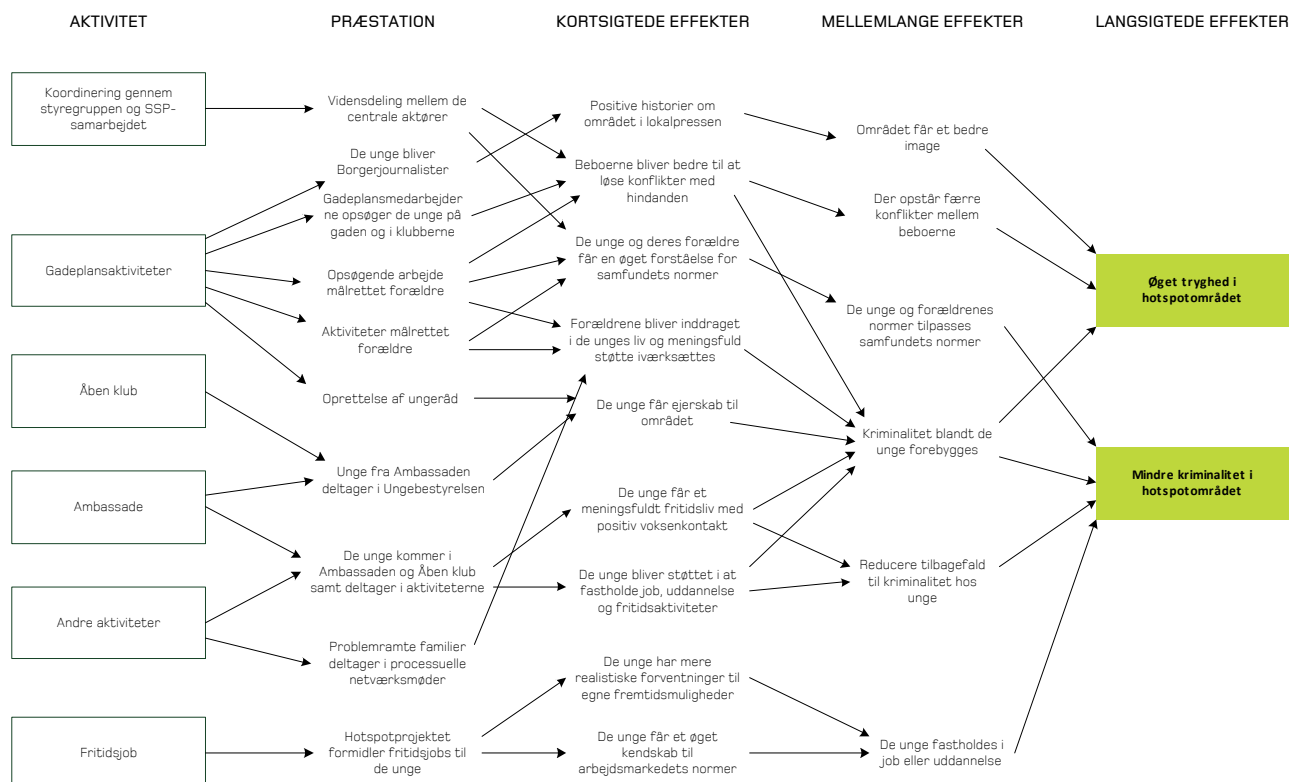 AKTIVITET
PRÆSTATION
KORTSIGTEDE EFFEKTER
MELLEMLANGE EFFEKTER
LANGSIGTEDE EFFEKTER
Koordinering gennem
styregruppen og SSP-
samarbejdet
Gadeplansaktiviteter
Åben klub
Ambassade
Andre aktiviteter
Fritidsjob
Vidensdeling mellem de
centrale aktører
De unge bliver
Borgerjournalister
Gadeplansmedarbejder
ne opsøger de unge på
gaden og i klubberne
Opsøgende arbejde
målrettet forældre
Aktiviteter målrettet
forældre
Oprettelse af ungeråd
Unge fra Ambassaden
deltager i Ungebestyrelsen
De unge kommer i
Ambassaden og Åben klub
samt deltager i aktiviteterne
Problemramte familier
deltager i processuelle
netværksmøder
Hotspotprojektet
formidler fritidsjobs til
de unge
Positive historier om
området i lokalpressen
Beboerne bliver bedre til at
løse konflikter med
hindanden
De unge og deres forældre
får en øget forståelse for
samfundets normer
Forældrene bliver inddraget
i de unges liv og meningsfuld
støtte iværksættes
De unge får ejerskab til
området
De unge får et
meningsfuldt fritidsliv med
positiv voksenkontakt
De unge bliver støttet i at
fastholde job, uddannelse
og fritidsaktiviteter
De unge har mere
realistiske forventninger til
egne fremtidsmuligheder
De unge får et øget
kendskab til
arbejdsmarkedets normer
Området får et bedre
image
Der opstår færre
konflikter mellem
beboerne
De unge og forældrenes
normer tilpasses
samfundets normer
Kriminalitet blandt de
unge forebygges
Reducere tilbagefald
til kriminalitet hos
unge
De unge fastholdes i
job eller uddannelse
Øget tryghed i
hotspotområdet
Mindre kriminalitet i
hotspotområdet